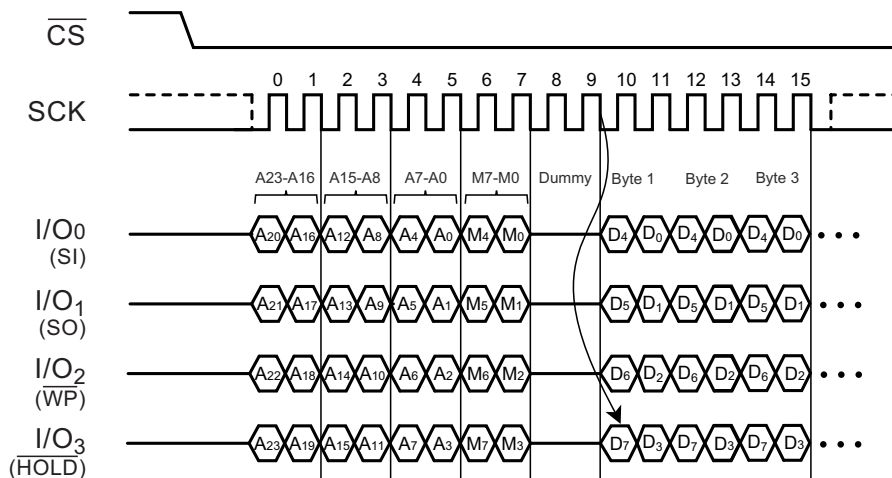 CS
0 1 2 3 4 5 6 7 8 9 10 11 12 13 14 15
SCK
A23-A16 A15-A8 A7-A0 M7-M0 Dummy Byte 1 Byte 2 Byte 3
I/O0 A20 A16 A12 A8 A4 A0 M4 M0 D4 D0 D4 D0 D4 D0
(SI)
I/O1 A21 A17 A13 A9 A5 A1 M5 M1 D5 D1 D5 D1 D5 D1
(SO)
I/O2 A22 A18 A14 A10 A6 A2 M6 M2 D6 D2 D6 D2 D6 D2
(WP)
I/O3 A23 A19 A15 A11 A7 A3 M7 M3 D7 D3 D7 D3 D7 D3
(HOLD)